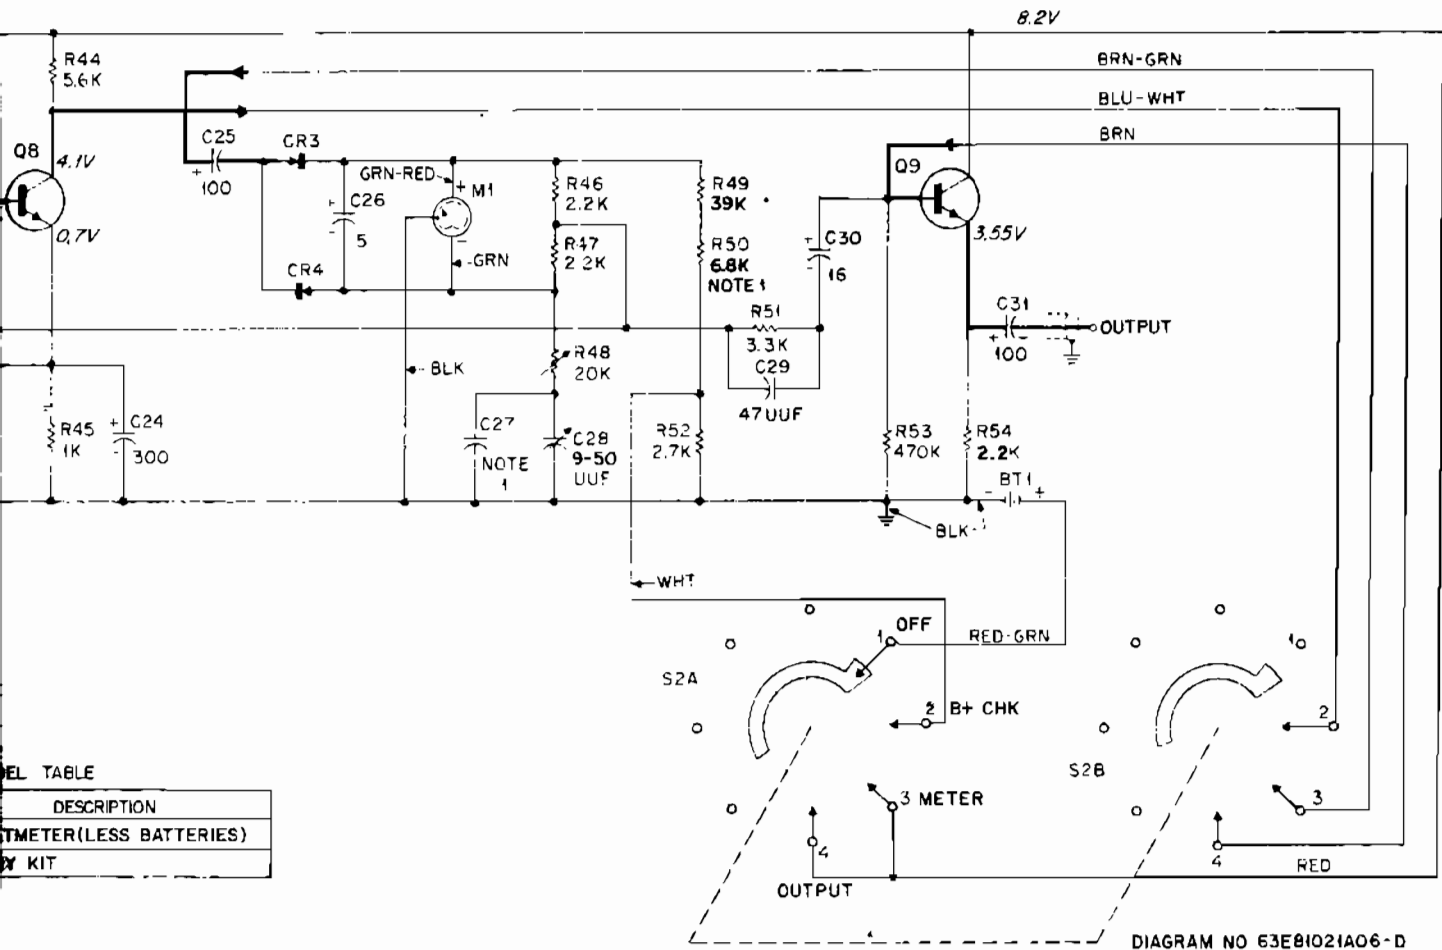 8.2V
R44
5.6K
BRN-GRN
BLU-WHT
BRN
Q8
4.1V
0.7V
C25
+
100
CR3
GRN-RED
+ M1
-
GRN
C26
+
-
5
CR4
R46
2.2K
R47
2.2K
R49
39K
R50
6.8K
NOTE 1
Q9
3.55V
C30
+
-
16
C31
+
100
OUTPUT
R51
3.3K
C29
47UUF
BLK
R48
20K
R45
1K
C24
+
-
300
C27
NOTE
1
C28
9-50
UUF
R52
2.7K
R53
470K
R54
2.2K
BT1
- +
BLK
WHT
OFF
1
RED-GRN
S2A
2 B+ CHK
3 METER
4
OUTPUT
1
2
S2B
3
4
RED
EL TABLE
DESCRIPTION
TMETER(LESS BATTERIES)
Y KIT
DIAGRAM NO 63E81021A06-D